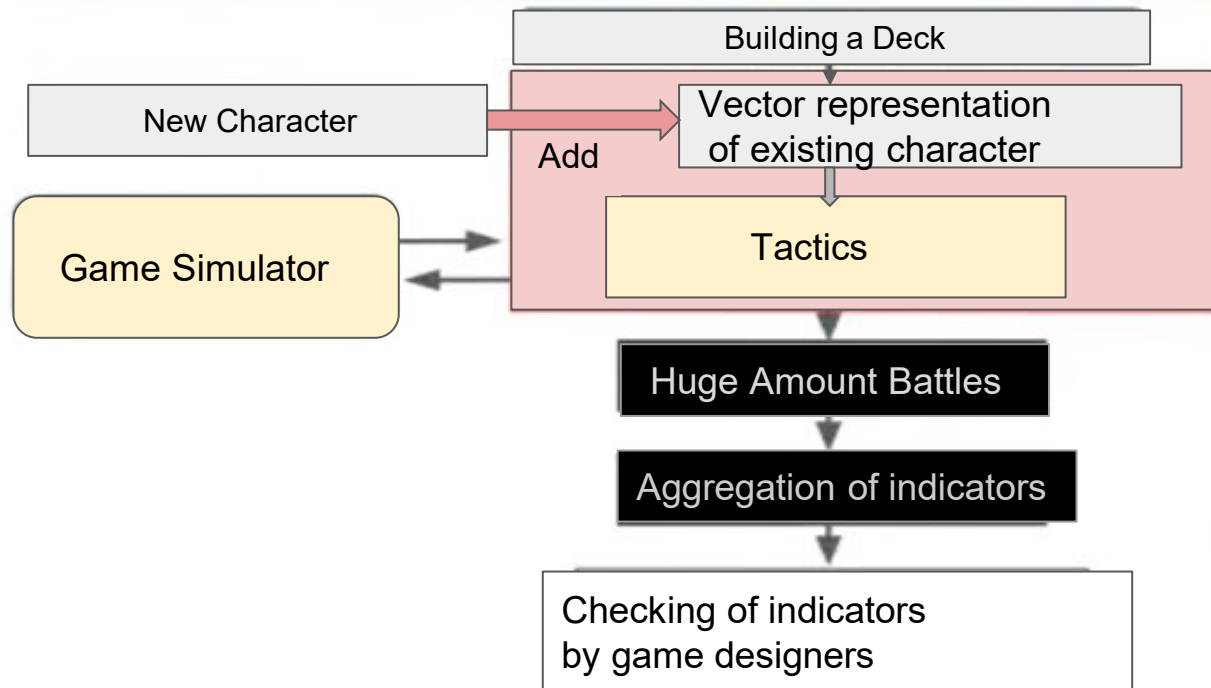 Building a Deck
New Character
Vector representation
of existing character
Add
Game Simulator
Tactics
Huge Amount Battles
Aggregation of indicators
Checking of indicators
by game designers